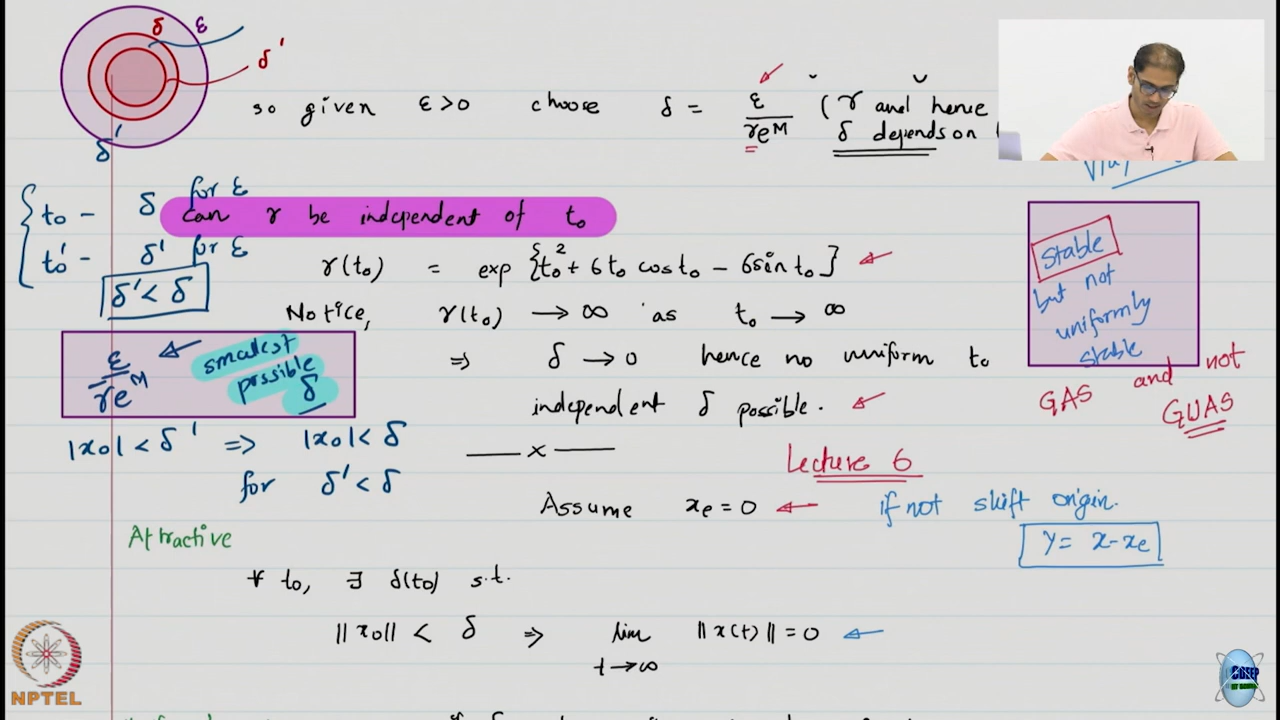 δ ε
δ'
so given ε>0 choose δ = ε/(γe^M) (γ and hence
δ depends on
δ'
{ t₀ - δ for ε
can γ be independent of t₀
t₀' - δ' for ε
δ' < δ
γ(t₀) = exp {t₀² + 6t₀ cos t₀ - 6 sin t₀}
Notice, γ(t₀) → ∞ as t₀ → ∞
ε/(γe^M) ← smallest possible δ
⇒ δ → 0 hence no uniform to
independent δ possible.
stable
but not
uniformly
stable
GAS and not
GUAS
|x₀| < δ' ⇒ |x₀| < δ
for δ' < δ
— x —
Lecture 6
Assume xₑ = 0 ← if not shift origin.
y = x - xₑ
Attractive
∀ t₀, ∃ δ(t₀) s.t.
||x₀|| < δ ⇒ lim ||x(t)|| = 0
t→∞
NPTEL